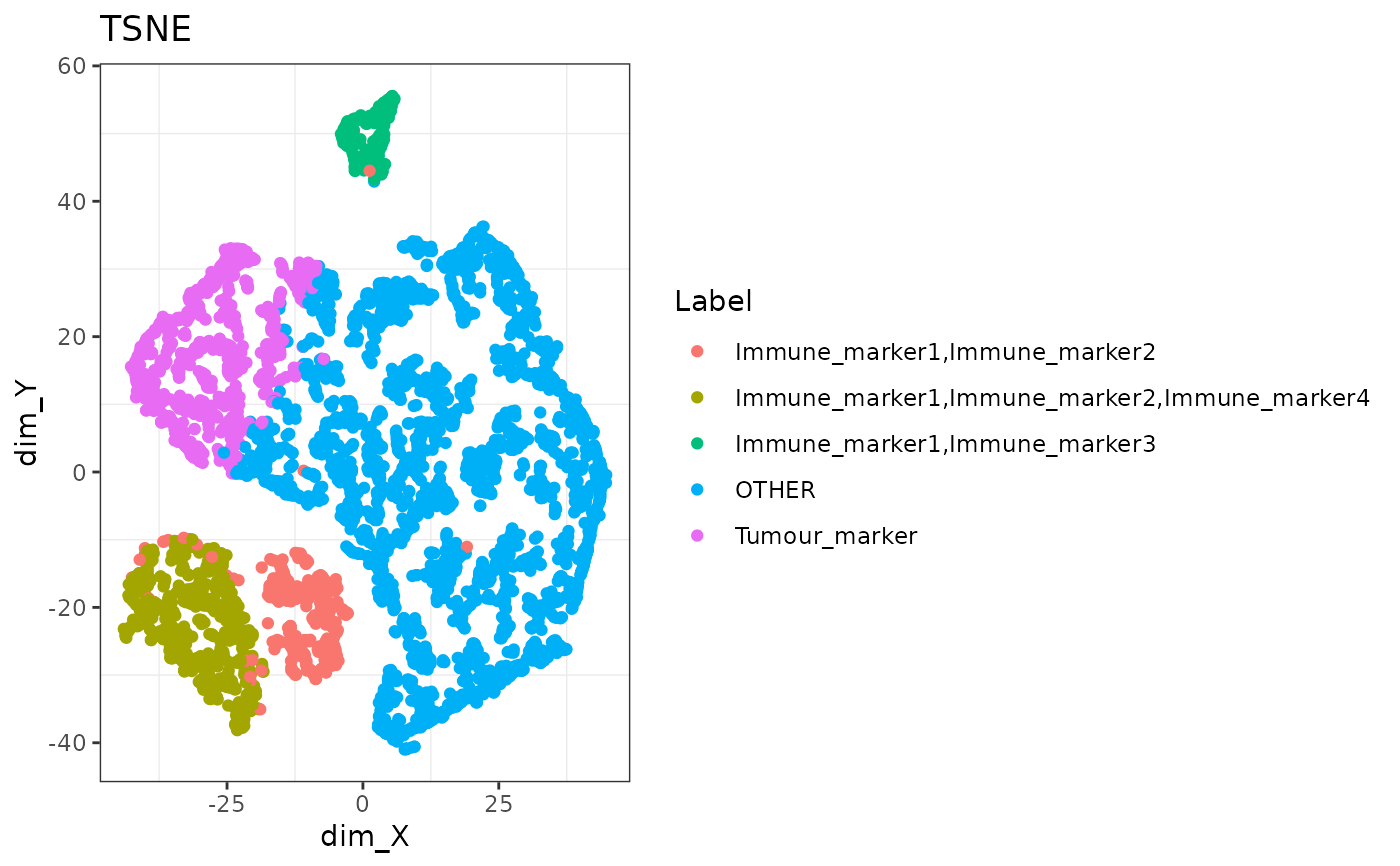 TSNE
60
40
20
0
-20
-40
dim_Y
-25 0 25
dim_X
Label
Immune_marker1,Immune_marker2
Immune_marker1,Immune_marker2,Immune_marker4
Immune_marker1,Immune_marker3
OTHER
Tumour_marker